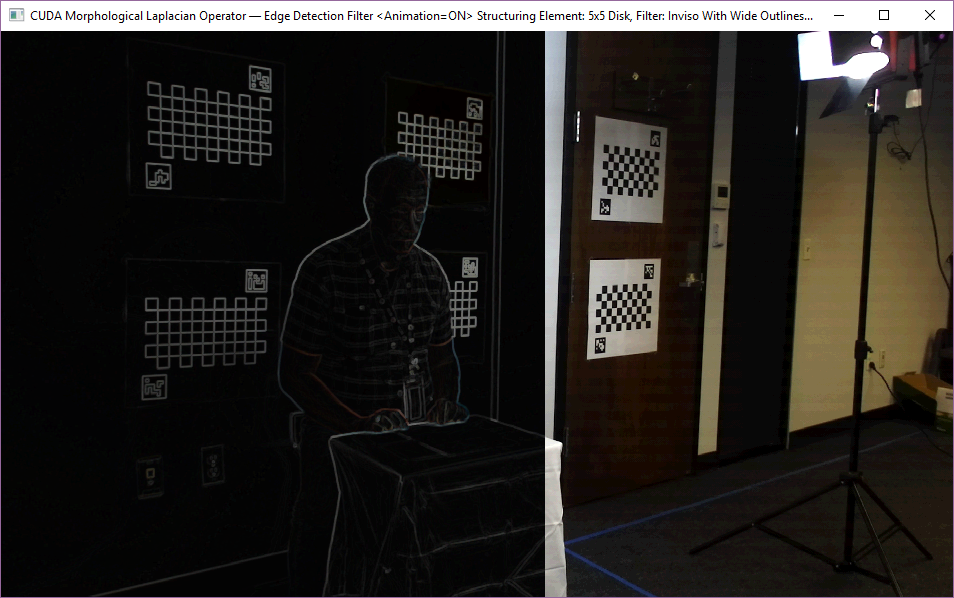 CUDA Morphological Laplacian Operator — Edge Detection Filter <Animation=ON> Structuring Element: 5x5 Disk, Filter: Inviso With Wide Outlines...